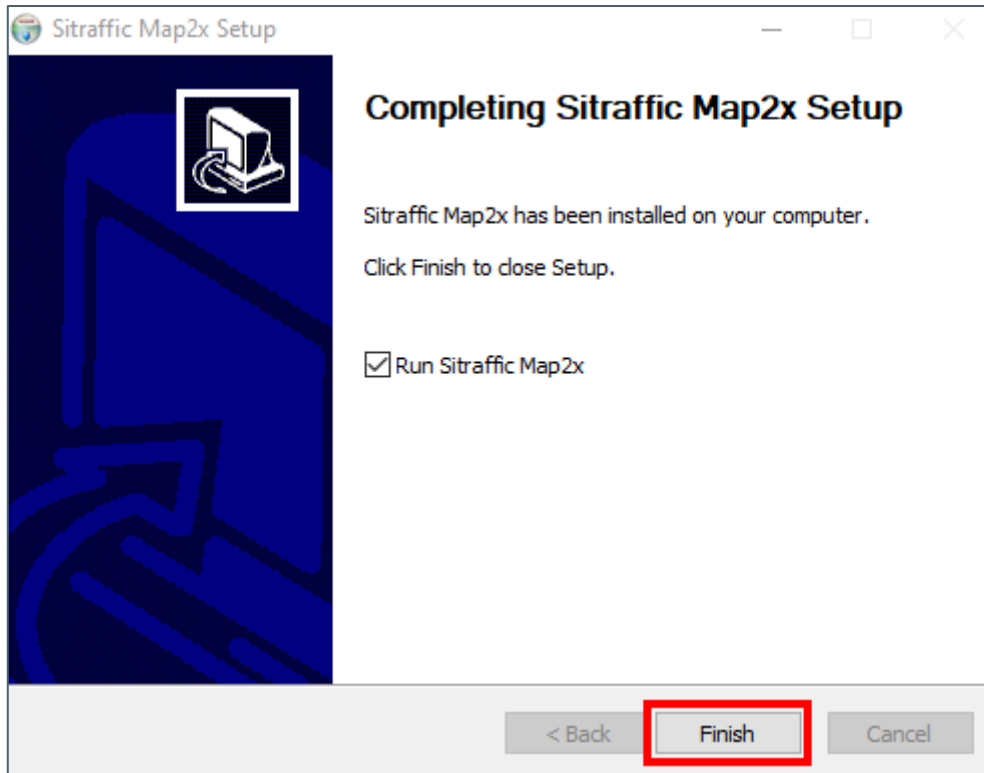 Sitraffic Map2x Setup
Completing Sitraffic Map2x Setup
Sitraffic Map2x has been installed on your computer.
Click Finish to close Setup.
Run Sitraffic Map2x
< Back
Finish
Cancel